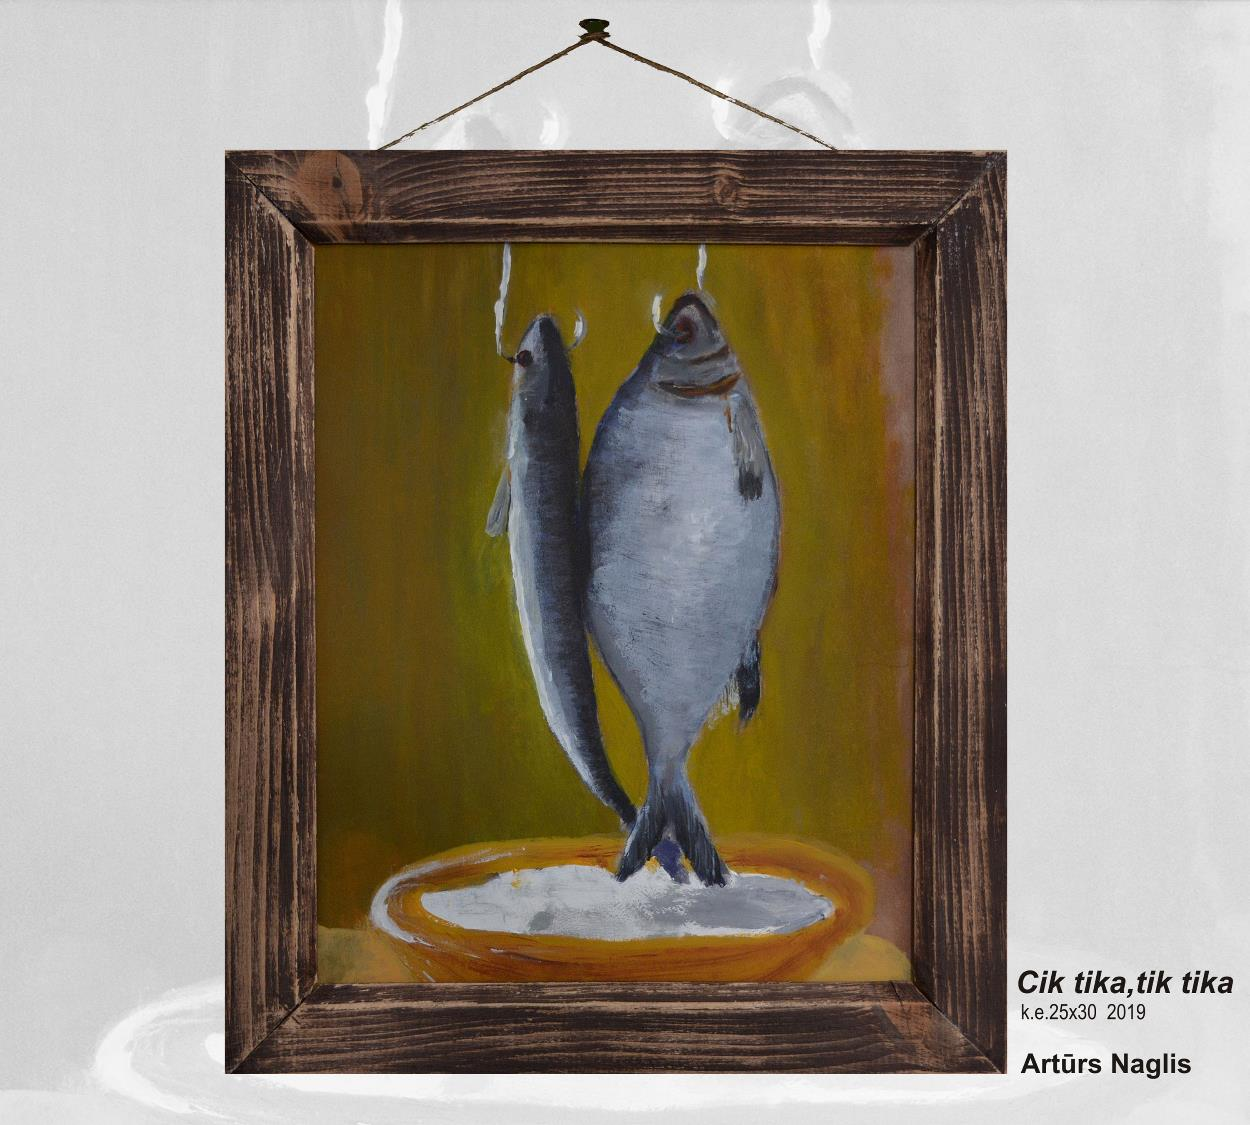 Cik tika,tik tika
k.e.25x30 2019
Artūrs Naglis